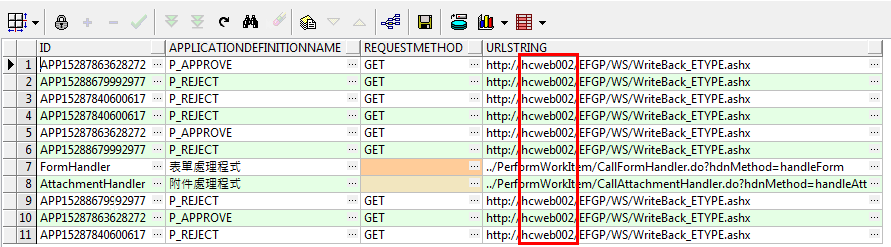 ID APPLICATIONDEFINITIONNAME REQUESTMETHOD URLSTRING
1 APP15287863628272 ... P_APPROVE ... GET ... http://hcweb002/EFGP/WS/WriteBack_ETYPE.ashx ...
2 APP15288679992977 ... P_REJECT ... GET ... http://hcweb002/EFGP/WS/WriteBack_ETYPE.ashx ...
3 APP15287840600617 ... P_REJECT ... GET ... http://hcweb002/EFGP/WS/WriteBack_ETYPE.ashx ...
4 APP15287840600617 ... P_REJECT ... GET ... http://hcweb002/EFGP/WS/WriteBack_ETYPE.ashx ...
5 APP15287863628272 ... P_APPROVE ... GET ... http://hcweb002/EFGP/WS/WriteBack_ETYPE.ashx ...
6 APP15288679992977 ... P_REJECT ... GET ... http://hcweb002/EFGP/WS/WriteBack_ETYPE.ashx ...
7 FormHandler ... 表單處理程式 ... ... ../PerformWorkItem/CallFormHandler.do?hdnMethod=handleForm ...
8 AttachmentHandler ... 附件處理程式 ... ... ../PerformWorkItem/CallAttachmentHandler.do?hdnMethod=handleAtt ...
9 APP15288679992977 ... P_REJECT ... GET ... http://hcweb002/EFGP/WS/WriteBack_ETYPE.ashx ...
10 APP15287863628272 ... P_APPROVE ... GET ... http://hcweb002/EFGP/WS/WriteBack_ETYPE.ashx ...
11 APP15287840600617 ... P_REJECT ... GET ... http://hcweb002/EFGP/WS/WriteBack_ETYPE.ashx ...